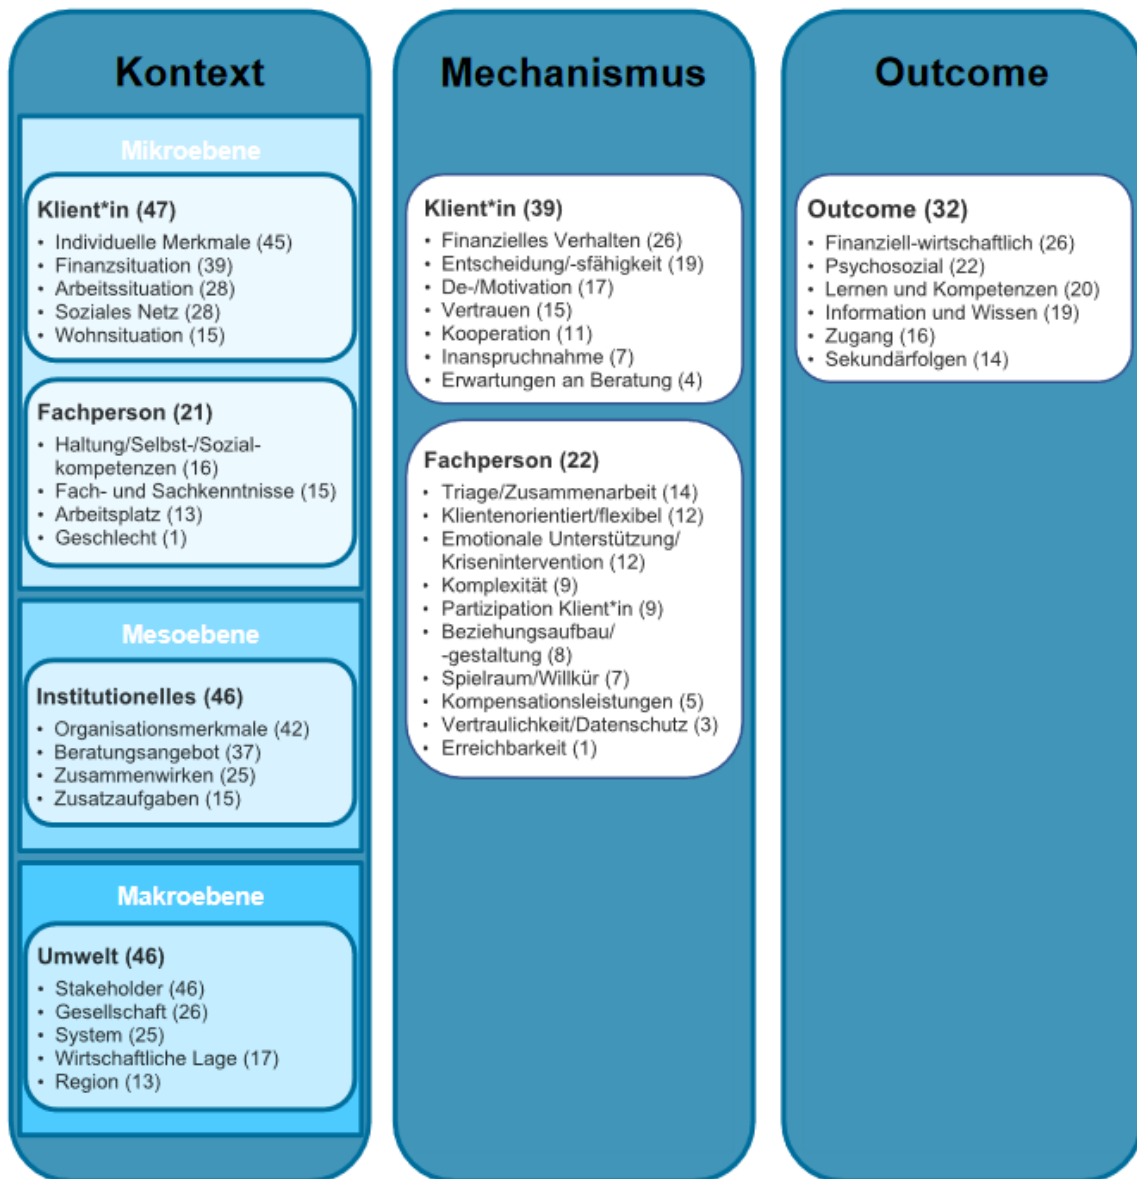 Kontext
Mikroebene
Klient*in (47)
• Individuelle Merkmale (45)
• Finanzsituation (39)
• Arbeitssituation (28)
• Soziales Netz (28)
• Wohnsituation (15)
Fachperson (21)
• Haltung/Selbst-/Sozial-
kompetenzen (16)
• Fach- und Sachkenntnisse (15)
• Arbeitsplatz (13)
• Geschlecht (1)
Mesoebene
Institutionelles (46)
• Organisationsmerkmale (42)
• Beratungsangebot (37)
• Zusammenwirken (25)
• Zusatzaufgaben (15)
Makroebene
Umwelt (46)
• Stakeholder (46)
• Gesellschaft (26)
• System (25)
• Wirtschaftliche Lage (17)
• Region (13)
Mechanismus
Klient*in (39)
• Finanzielles Verhalten (26)
• Entscheidung/-sfähigkeit (19)
• De-/Motivation (17)
• Vertrauen (15)
• Kooperation (11)
• Inanspruchnahme (7)
• Erwartungen an Beratung (4)
Fachperson (22)
• Triage/Zusammenarbeit (14)
• Klientenorientiert/flexibel (12)
• Emotionale Unterstützung/
Krisenintervention (12)
• Komplexität (9)
• Partizipation Klient*in (9)
• Beziehungsaufbau/
-gestaltung (8)
• Spielraum/Willkür (7)
• Kompensationsleistungen (5)
• Vertraulichkeit/Datenschutz (3)
• Erreichbarkeit (1)
Outcome
Outcome (32)
• Finanziell-wirtschaftlich (26)
• Psychosozial (22)
• Lernen und Kompetenzen (20)
• Information und Wissen (19)
• Zugang (16)
• Sekundärfolgen (14)